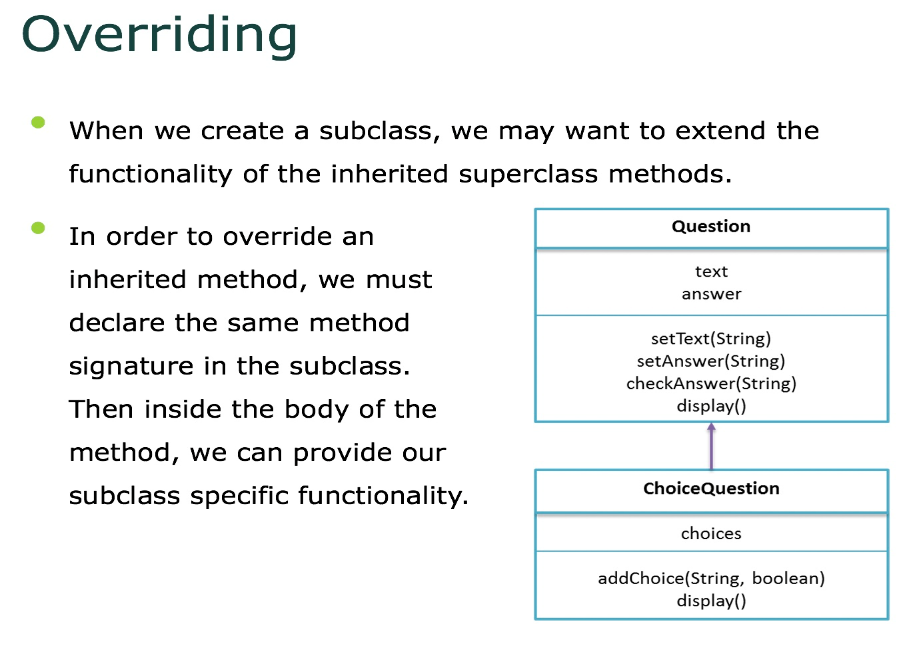 Overriding
When we create a subclass, we may want to extend the
functionality of the inherited superclass methods.
In order to override an
inherited method, we must
declare the same method
signature in the subclass.
Then inside the body of the
method, we can provide our
subclass specific functionality.
Question
text
answer
setText(String)
setAnswer(String)
checkAnswer(String)
display()
ChoiceQuestion
choices
addChoice(String, boolean)
display()